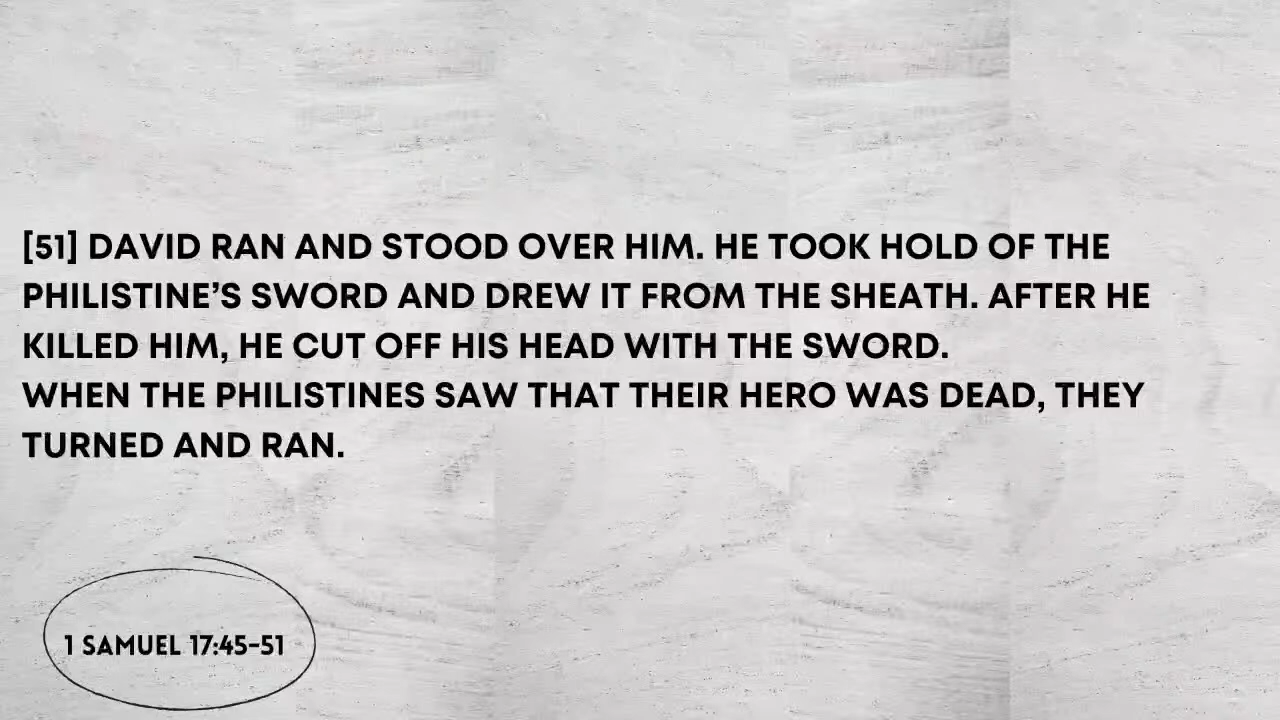 [51] DAVID RAN AND STOOD OVER HIM. HE TOOK HOLD OF THE
PHILISTINE’S SWORD AND DREW IT FROM THE SHEATH. AFTER HE
KILLED HIM, HE CUT OFF HIS HEAD WITH THE SWORD.
WHEN THE PHILISTINES SAW THAT THEIR HERO WAS DEAD, THEY
TURNED AND RAN.
1 SAMUEL 17:45-51